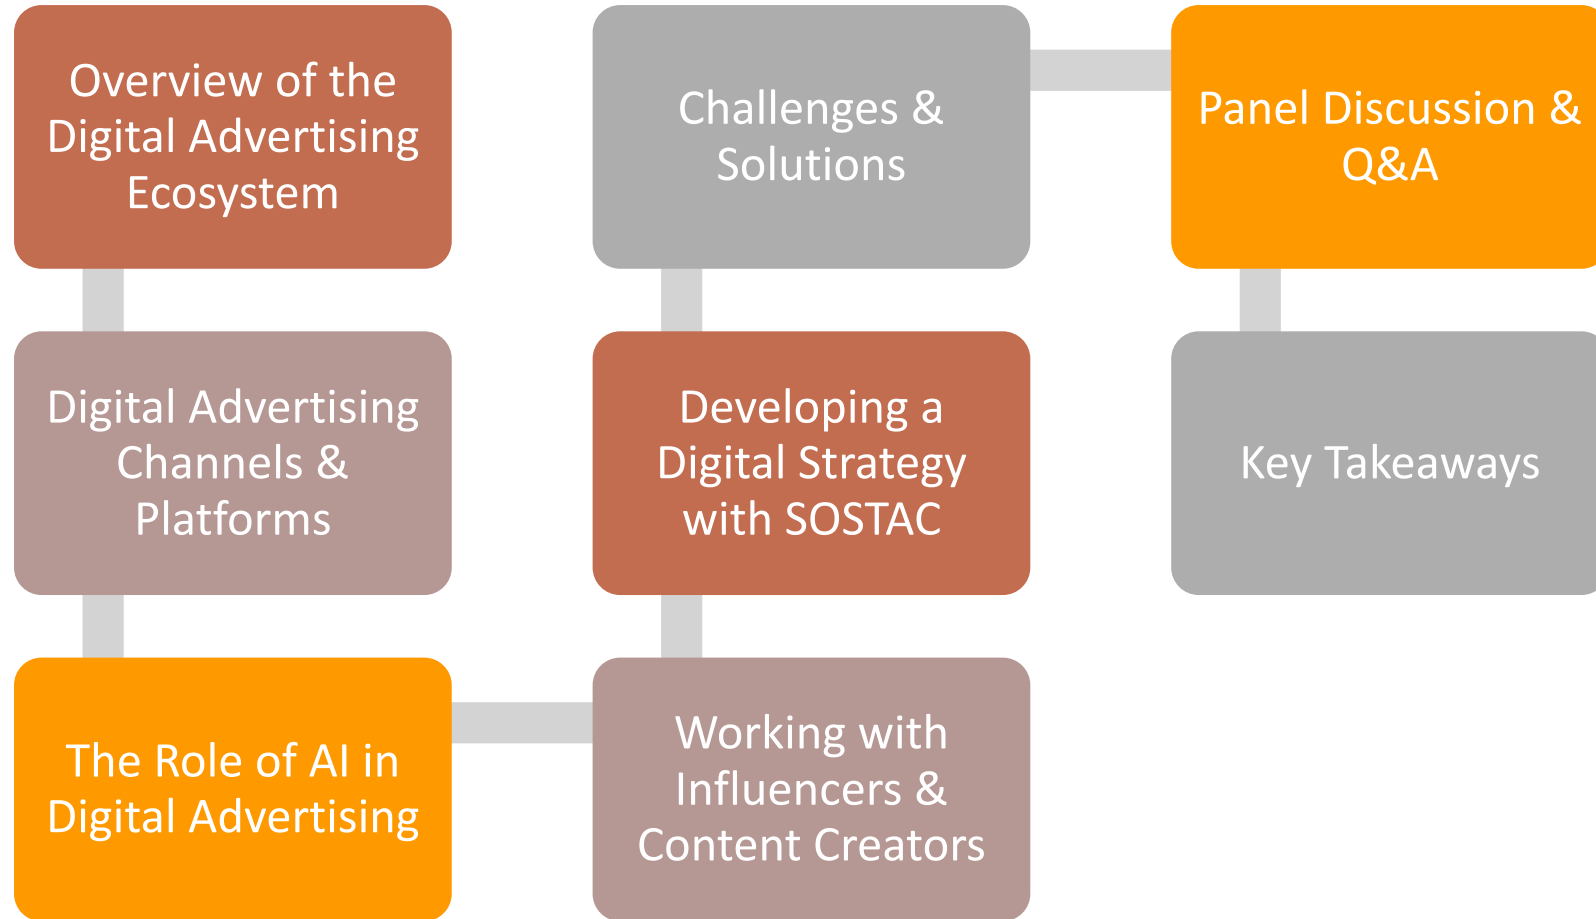 Overview of the
Digital Advertising
Ecosystem
Digital Advertising
Channels &
Platforms
The Role of AI in
Digital Advertising
Working with
Influencers &
Content Creators
Developing a
Digital Strategy
with SOSTAC
Challenges &
Solutions
Panel Discussion &
Q&A
Key Takeaways